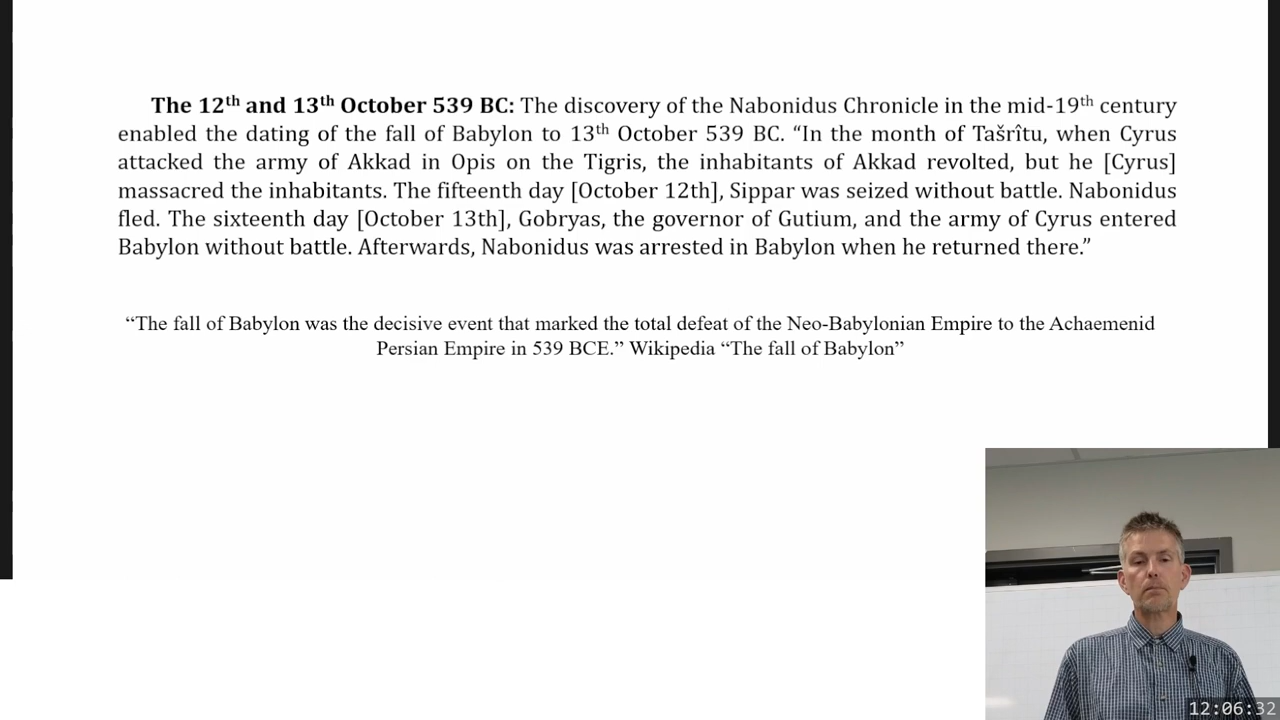 The 12th and 13th October 539 BC: The discovery of the Nabonidus Chronicle in the mid-19th century
enabled the dating of the fall of Babylon to 13th October 539 BC. “In the month of Tašrîtu, when Cyrus
attacked the army of Akkad in Opis on the Tigris, the inhabitants of Akkad revolted, but he [Cyrus]
massacred the inhabitants. The fifteenth day [October 12th], Sippar was seized without battle. Nabonidus
fled. The sixteenth day [October 13th], Gobryas, the governor of Gutium, and the army of Cyrus entered
Babylon without battle. Afterwards, Nabonidus was arrested in Babylon when he returned there.”
“The fall of Babylon was the decisive event that marked the total defeat of the Neo-Babylonian Empire to the Achaemenid
Persian Empire in 539 BCE.” Wikipedia “The fall of Babylon”
12:06:32